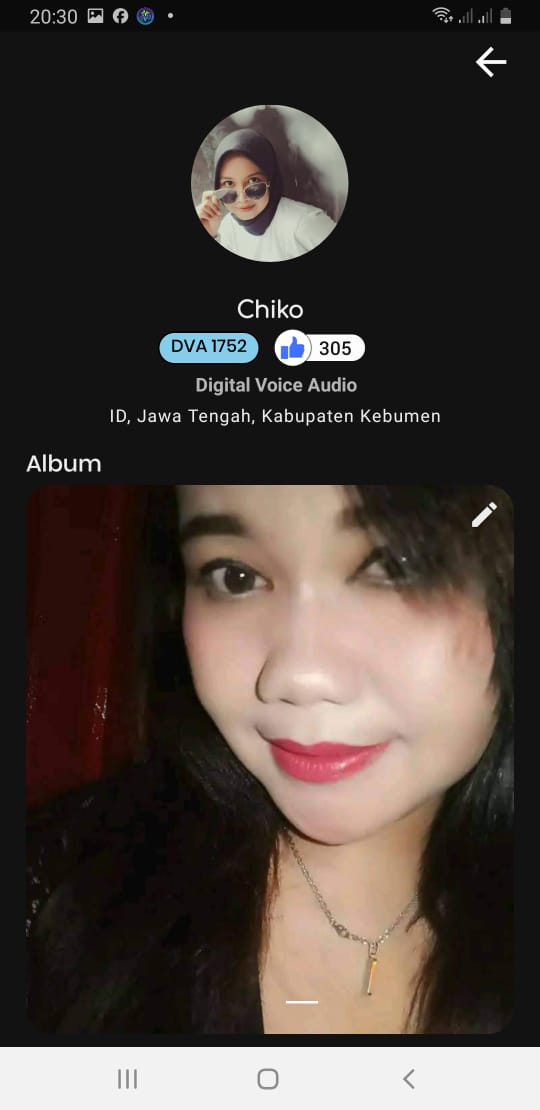 20:30
Chiko
DVA 1752
305
Digital Voice Audio
ID, Jawa Tengah, Kabupaten Kebumen
Album